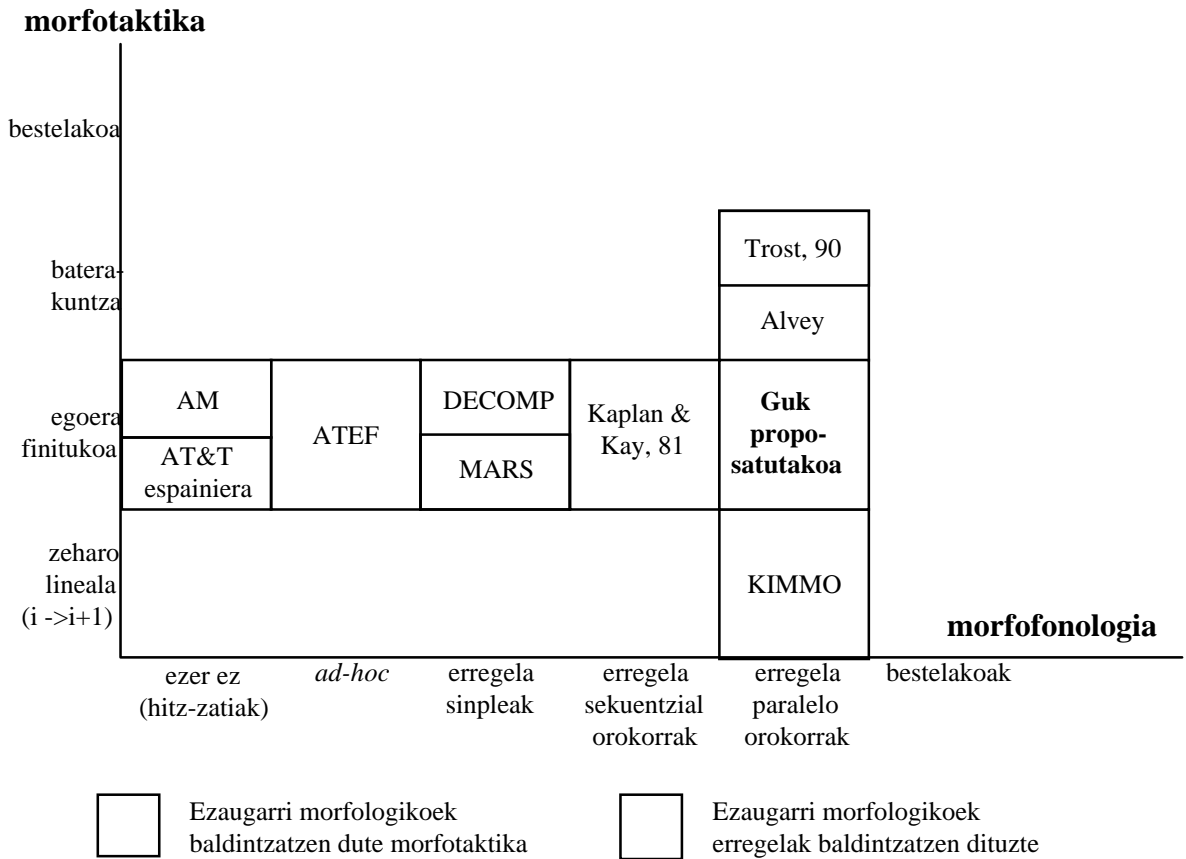 morfotaktika
bestelakoa
batera-
kuntza
Trost, 90
Alvey
egoera
finitukoa
AM
AT&T
espainiera
ATEF
DECOMP
MARS
Kaplan &
Kay, 81
Guk
propo-
satutakoa
zeharo
lineala
(i ->i+1)
KIMMO
morfofonologia
ezer ez
(hitz-zatiak)
ad-hoc
erregela
sinpleak
erregela
sekuentzial
orokorrak
erregela
paralelo
orokorrak
bestelakoak
Ezaugarri morfologikoek
baldintzatzen dute morfotaktika
Ezaugarri morfologikoek
erregelak baldintzatzen dituzte